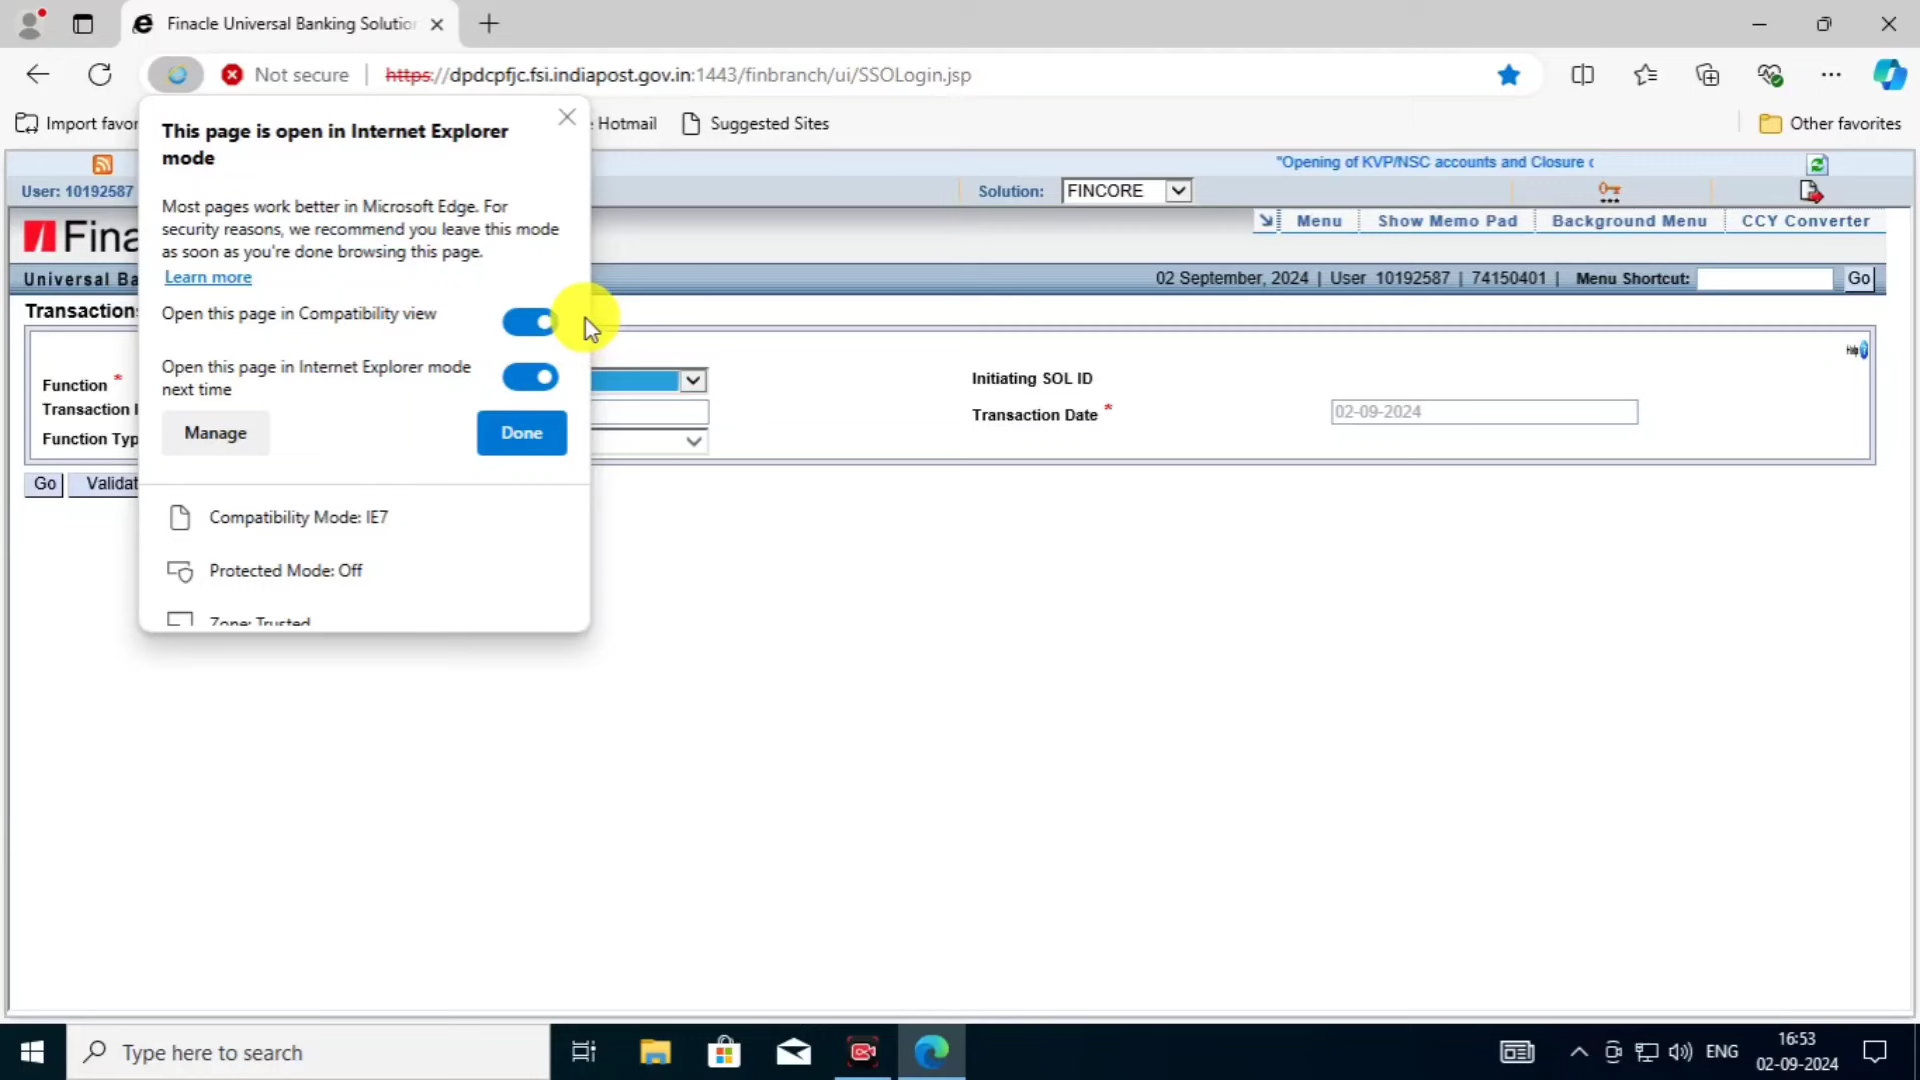 Finacle Universal Banking Solution
Not secure
https://dpdcpfjc.fsi.indiapost.gov.in:1443/finbranch/ui/SSOLogin.jsp
Import favor
Hotmail
Suggested Sites
Other favorites
"Opening of KVP/NSC accounts and Closure
User: 10192587
Solution:
FINCORE
Fina
Menu
Show Memo Pad
Background Menu
CCY Converter
Universal Ba
02 September, 2024 | User 10192587 | 74150401 | Menu Shortcut:
Go
Transaction
Help
Function *
Initiating SOL ID
Transaction I
Transaction Date *
02-09-2024
Function Typ
Go
Validat
This page is open in Internet Explorer
mode
Most pages work better in Microsoft Edge. For
security reasons, we recommend you leave this mode
as soon as you're done browsing this page.
Learn more
Open this page in Compatibility view
Open this page in Internet Explorer mode
next time
Manage
Done
Compatibility Mode: IE7
Protected Mode: Off
Zone: Trusted
Type here to search
ENG
16:53
02-09-2024